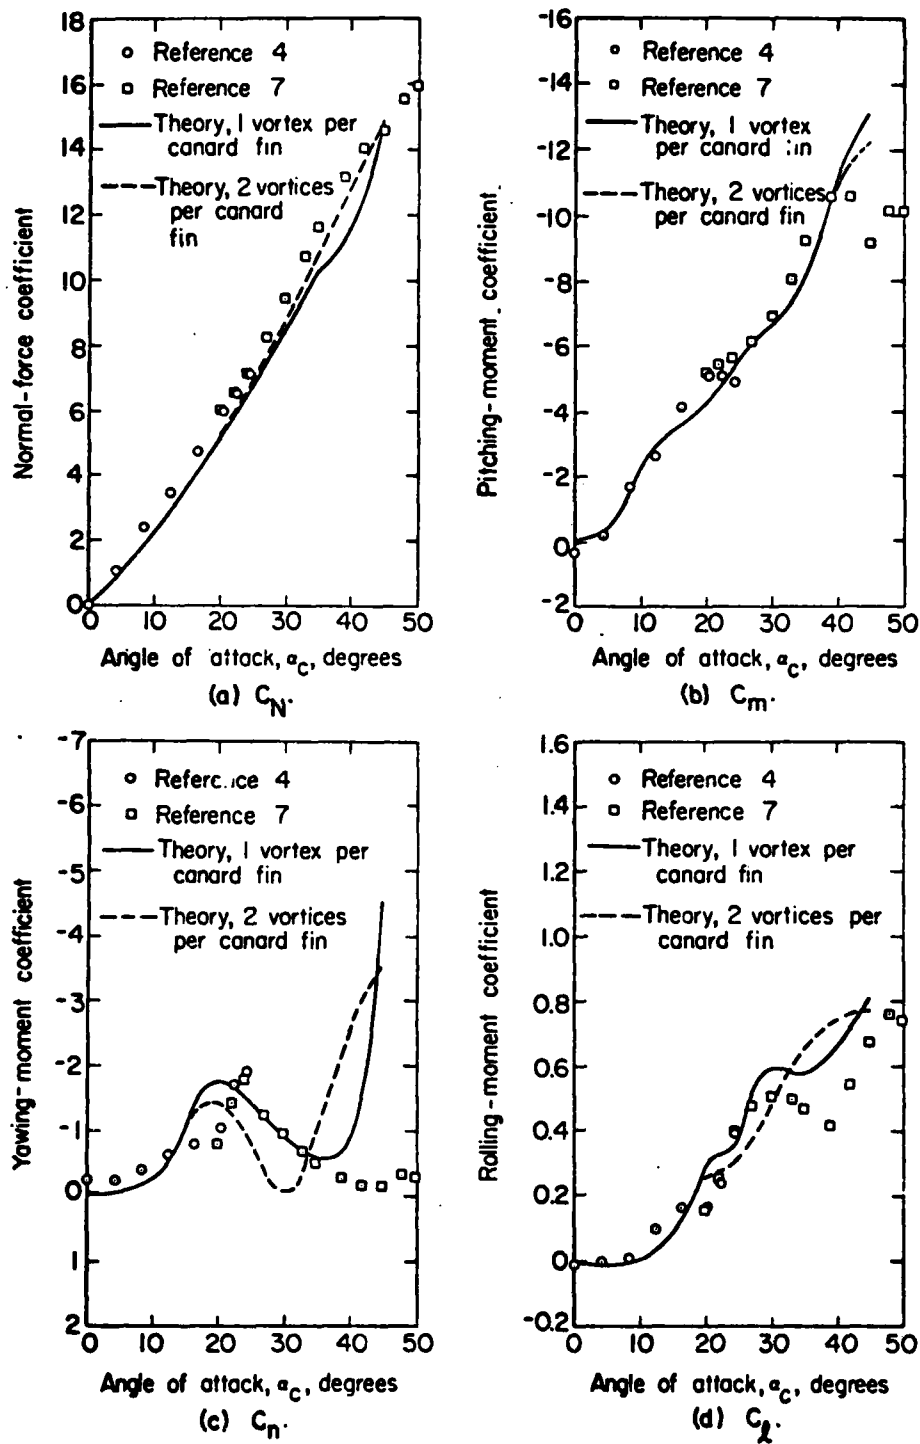 18
16
14
12
10
8
6
4
2
0
Normal-force coefficient
Reference 4
Reference 7
Theory, 1 vortex per
canard fin
Theory, 2 vortices
per canard
fin
0 10 20 30 40 50
Angle of attack, αC, degrees
(a) CN.
-16
-14
-12
-10
-8
-6
-4
-2
0
-2
Pitching-moment coefficient
Reference 4
Reference 7
Theory, 1 vortex
per canard fin
Theory, 2 vortices
per canard fin
0 10 20 30 40 50
Angle of attack, αC, degrees
(b) Cm.
-7
-6
-5
-4
-3
-2
-1
0
1
2
Yawing-moment coefficient
Reference 4
Reference 7
Theory, 1 vortex per
canard fin
Theory, 2 vortices
per canard fin
0 10 20 30 40 50
Angle of attack, αC, degrees
(c) Cn.
1.6
1.4
1.2
1.0
0.8
0.6
0.4
0.2
0
-0.2
Rolling-moment coefficient
Reference 4
Reference 7
Theory, 1 vortex per
canard fin
Theory, 2 vortices per
canard fin
0 10 20 30 40 50
Angle of attack, αC, degrees
(d) Cℓ.